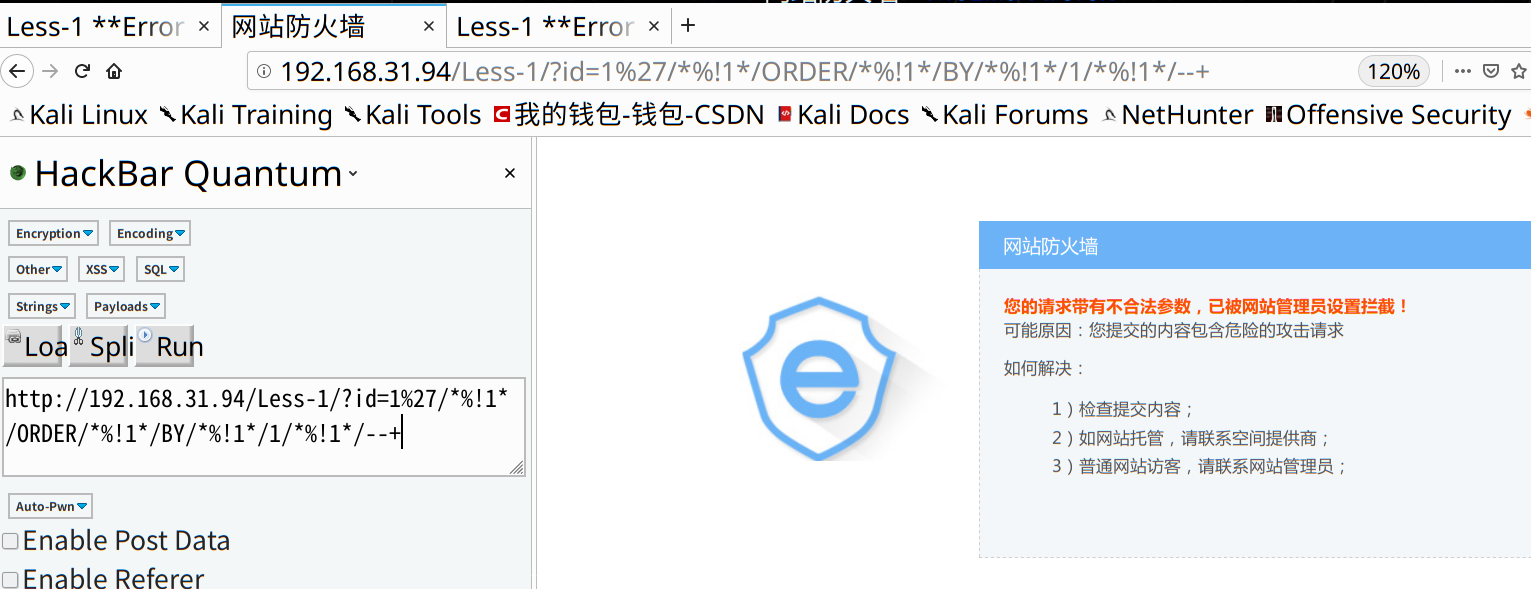 Less-1 **Error × 网站防火墙 × Less-1 **Error × +
192.168.31.94/Less-1/?id=1%27/*%!1*/ORDER/*%!1*/BY/*%!1*/1/*%!1*/--+ 120%
Kali Linux Kali Training Kali Tools 我的钱包-钱包-CSDN Kali Docs Kali Forums NetHunter Offensive Security
HackBar Quantum ×
Encryption Encoding
Other XSS SQL
Strings Payloads
Loa Spli Run
http://192.168.31.94/Less-1/?id=1%27/*%!1*
/ORDER/*%!1*/BY/*%!1*/1/*%!1*/--+
Auto-Pwn
Enable Post Data
Enable Referer
网站防火墙
您的请求带有不合法参数，已被网站管理员设置拦截！
可能原因：您提交的内容包含危险的攻击请求
如何解决：
1）检查提交内容；
2）如网站托管，请联系空间提供商；
3）普通网站访客，请联系网站管理员；